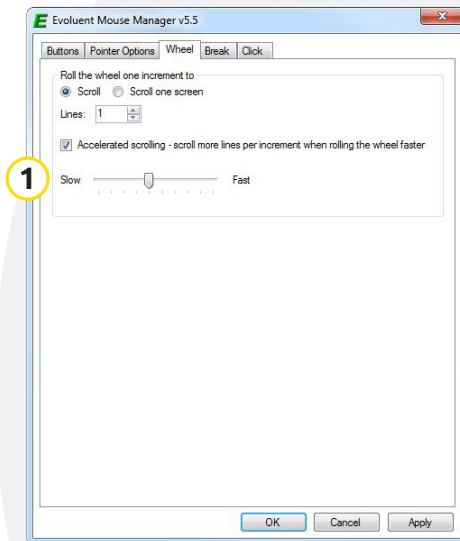 E Evoluent Mouse Manager v5.5
Buttons Pointer Options Wheel Break Click
Roll the wheel one increment to
Scroll Scroll one screen
Lines: 1
Accelerated scrolling - scroll more lines per increment when rolling the wheel faster
1
Slow Fast
OK Cancel Apply